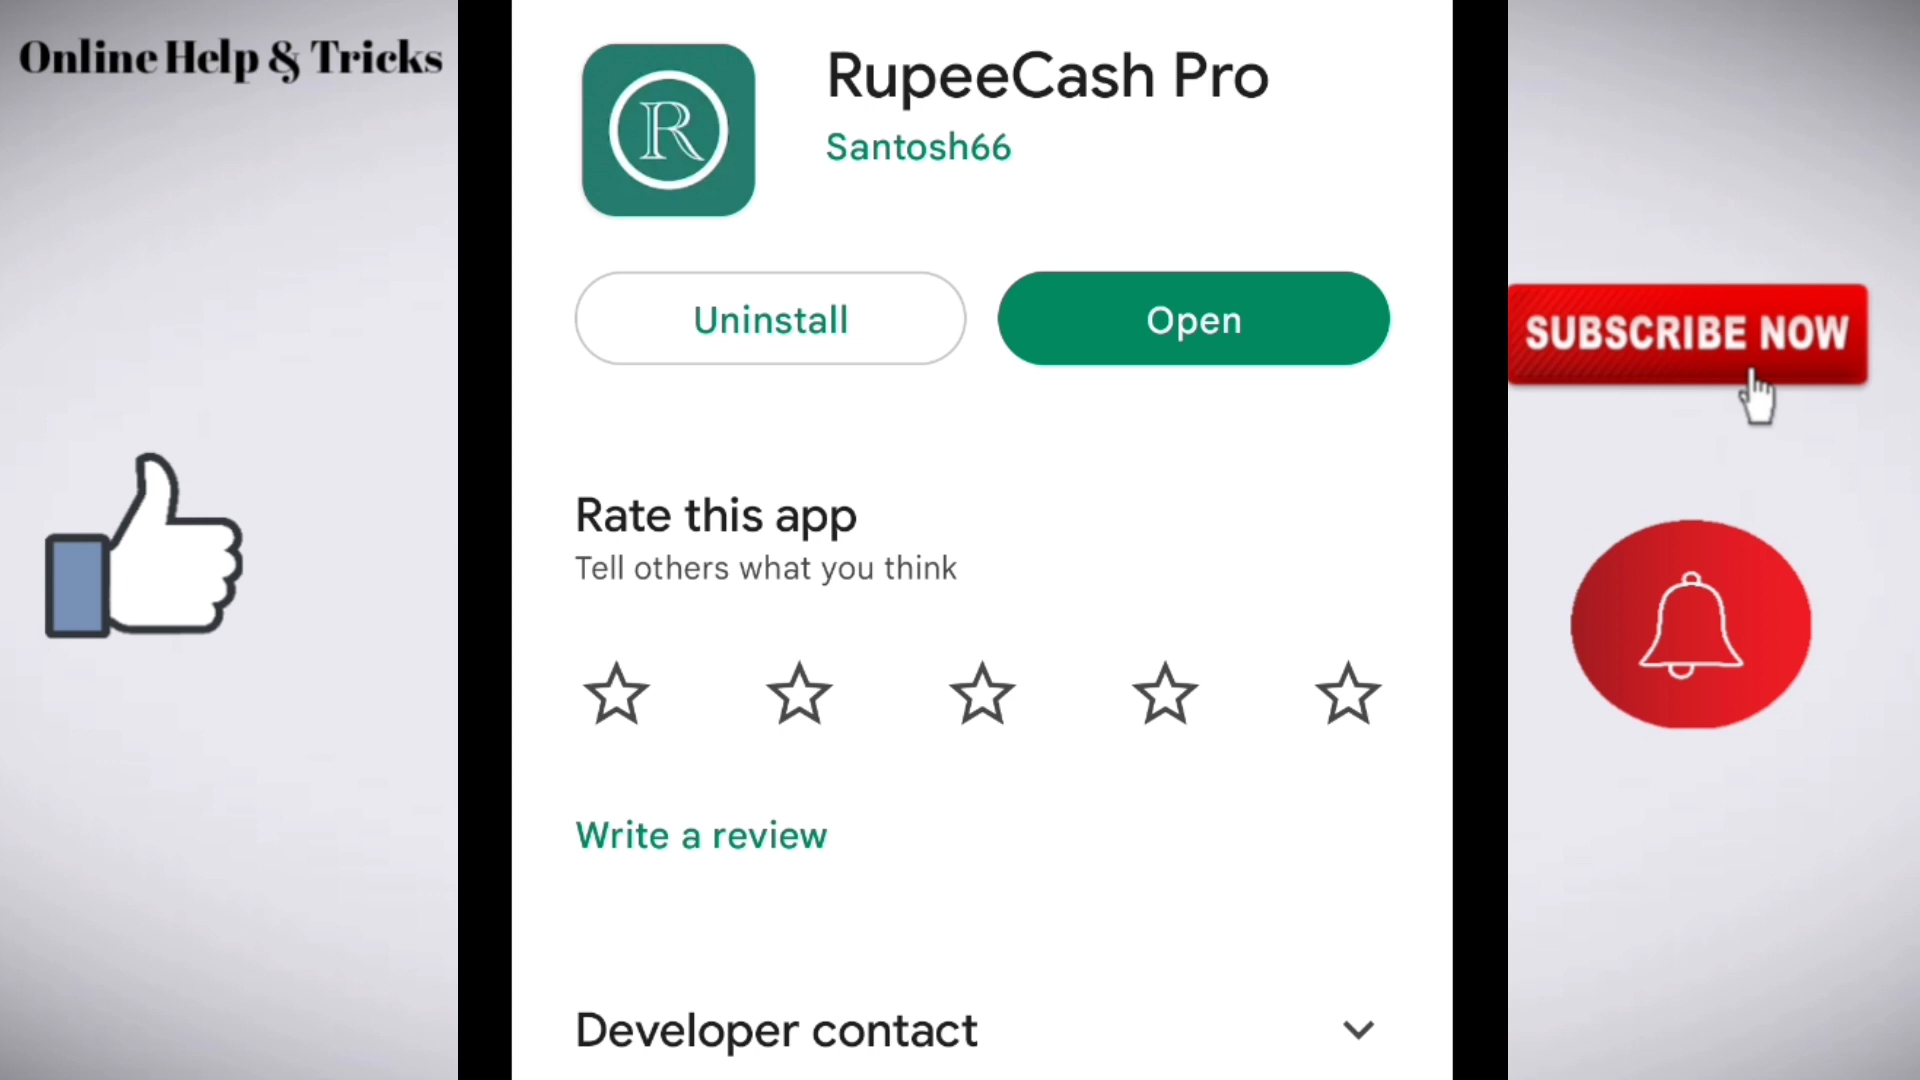 Online Help & Tricks
R
RupeeCash Pro
Santosh66
Uninstall
Open
SUBSCRIBE NOW
Rate this app
Tell others what you think
Write a review
Developer contact